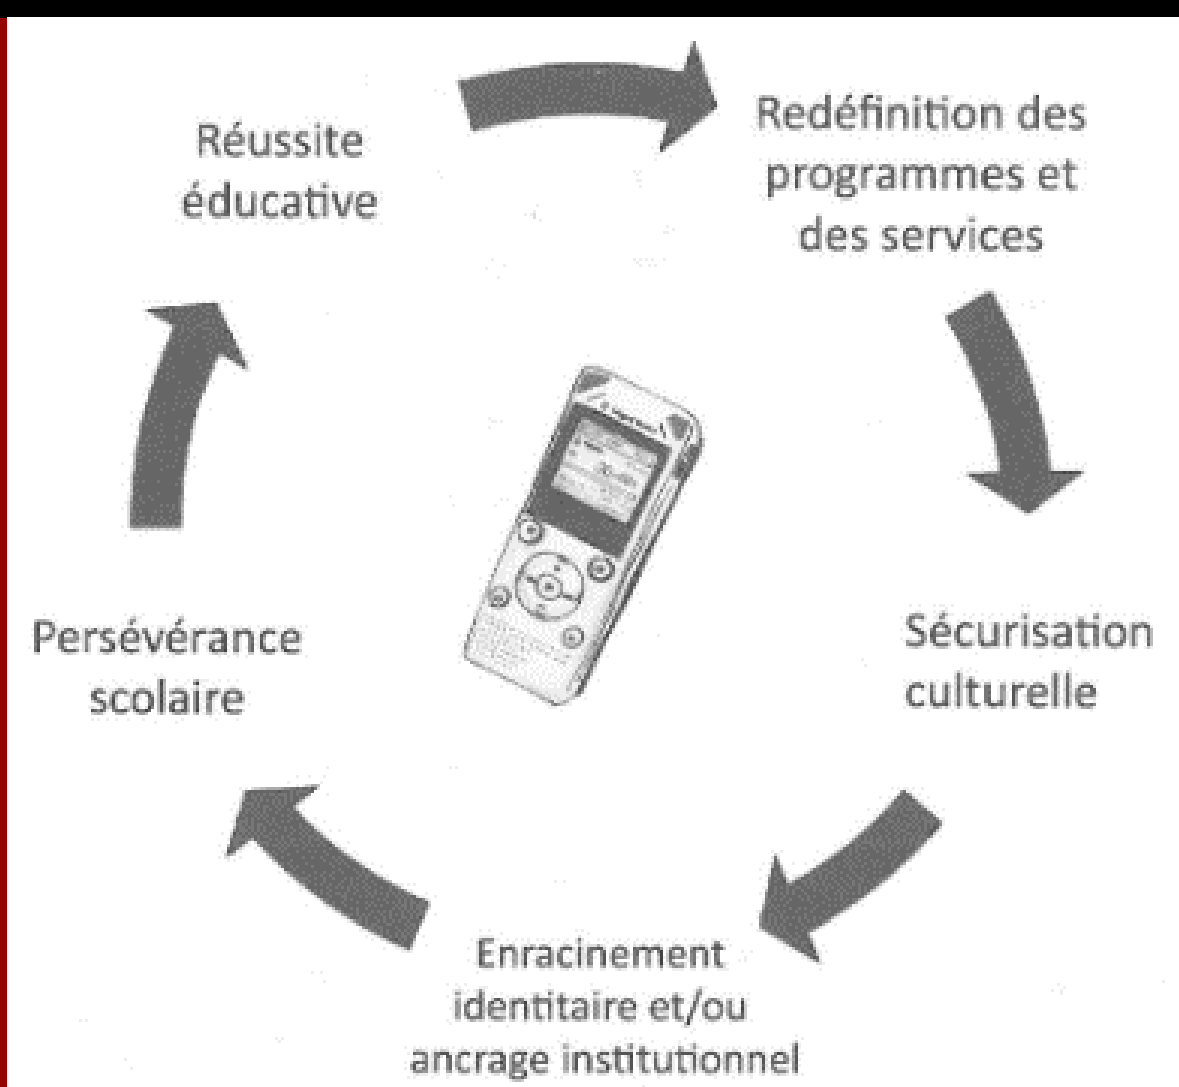 Réussite
éducative
Redéfinition des
programmes et
des services
Sécurisation
culturelle
Enracinement
identitaire et/ou
ancrage institutionnel
Persévérance
scolaire